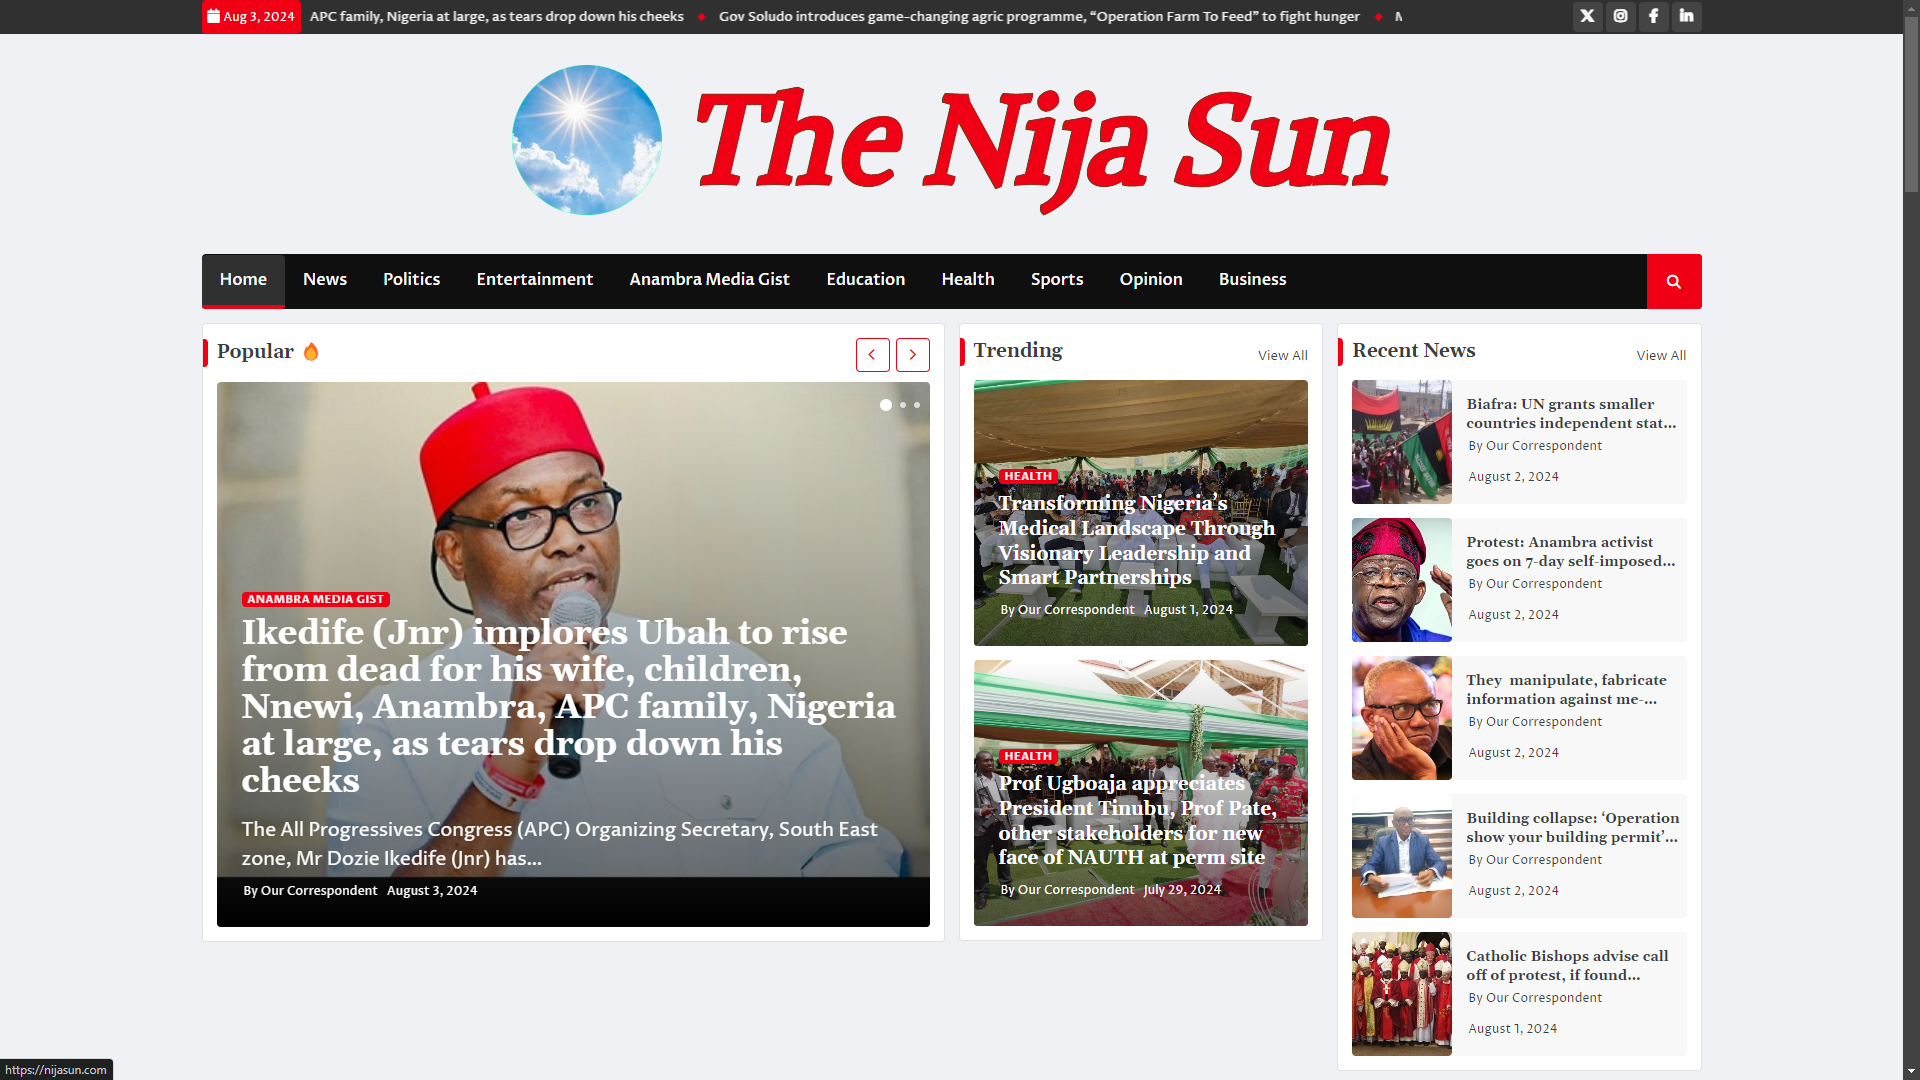 Aug 3, 2024
APC family, Nigeria at large, as tears drop down his cheeks
Gov Soludo introduces game-changing agric programme, “Operation Farm To Feed” to fight hunger
The Nija Sun
Home News Politics Entertainment Anambra Media Gist Education Health Sports Opinion Business
Popular
ANAMBRA MEDIA GIST
Ikedife (Jnr) implores Ubah to rise
from dead for his wife, children,
Nnewi, Anambra, APC family, Nigeria
at large, as tears drop down his
cheeks
The All Progressives Congress (APC) Organizing Secretary, South East
zone, Mr Dozie Ikedife (Jnr) has...
By Our Correspondent August 3, 2024
Trending
View All
HEALTH
Transforming Nigeria’s
Medical Landscape Through
Visionary Leadership and
Smart Partnerships
By Our Correspondent August 1, 2024
HEALTH
Prof Ugboaja appreciates
President Tinubu, Prof Pate,
other stakeholders for new
face of NAUTH at perm site
By Our Correspondent July 29, 2024
Recent News
View All
Biafra: UN grants smaller
countries independent stat...
By Our Correspondent
August 2, 2024
Protest: Anambra activist
goes on 7-day self-imposed...
By Our Correspondent
August 2, 2024
They manipulate, fabricate
information against me-...
By Our Correspondent
August 2, 2024
Building collapse: ‘Operation
show your building permit’...
By Our Correspondent
August 2, 2024
Catholic Bishops advise call
off of protest, if found...
By Our Correspondent
August 1, 2024
https://nijasun.com